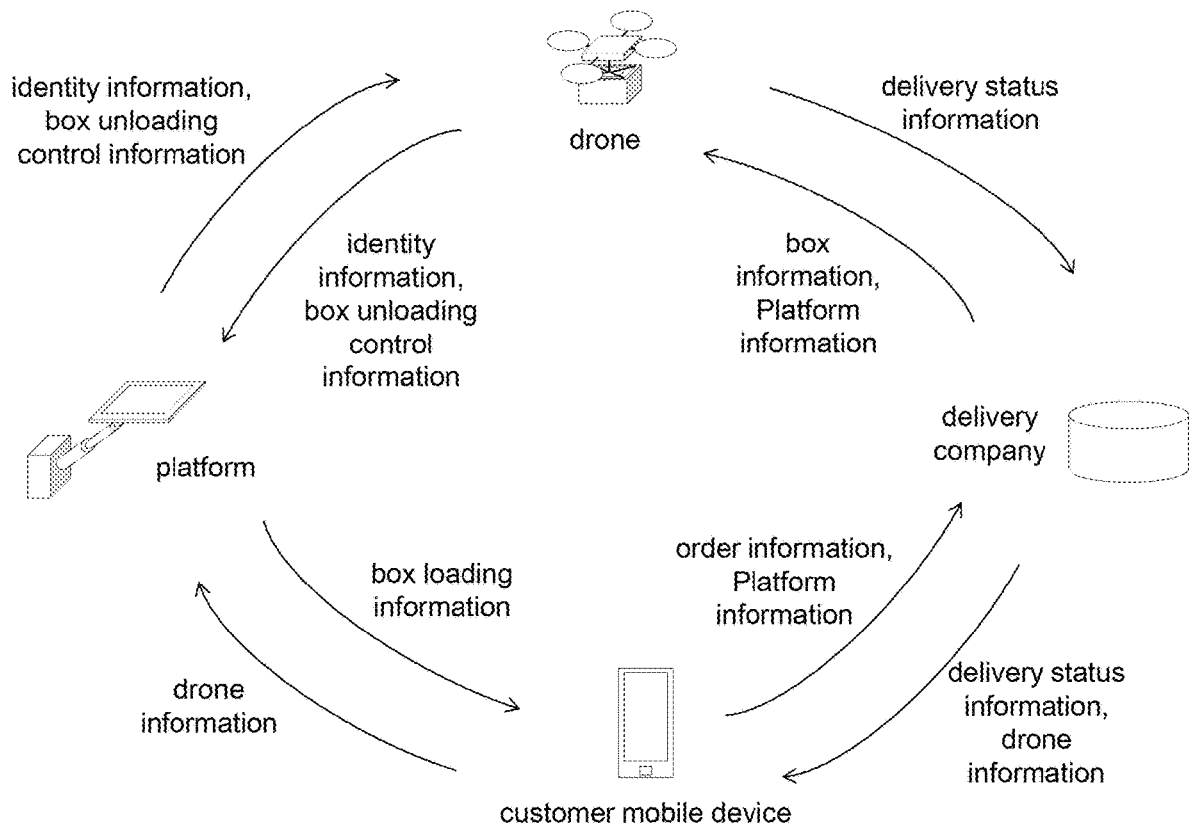 identity information,
box unloading
control information
drone
delivery status
information
identity
information,
box unloading
control
information
box
information,
Platform
information
platform
delivery
company
box loading
information
order information,
Platform
information
drone
information
delivery status
information,
drone
information
customer mobile device